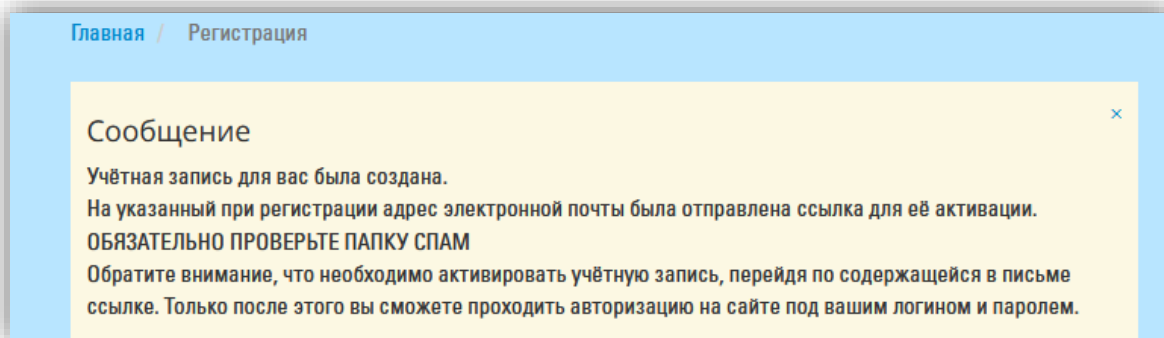 Главная / Регистрация
×
Сообщение
Учётная запись для вас была создана.
На указанный при регистрации адрес электронной почты была отправлена ссылка для её активации.
ОБЯЗАТЕЛЬНО ПРОВЕРЬТЕ ПАПКУ СПАМ
Обратите внимание, что необходимо активировать учётную запись, перейдя по содержащейся в письме
ссылке. Только после этого вы сможете проходить авторизацию на сайте под вашим логином и паролем.